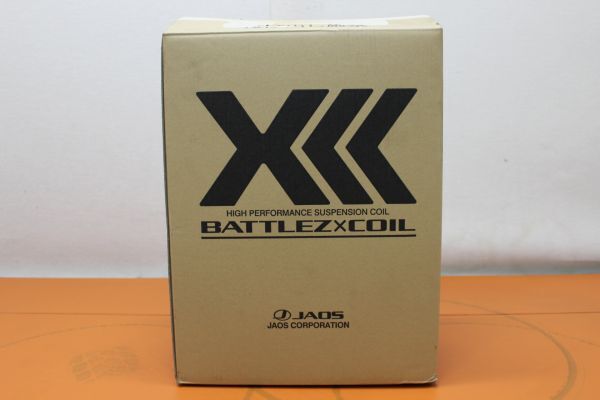 HIGH PERFORMANCE SUSPENSION COIL
BATTLEZ×COIL
JAOS
JAOS CORPORATION